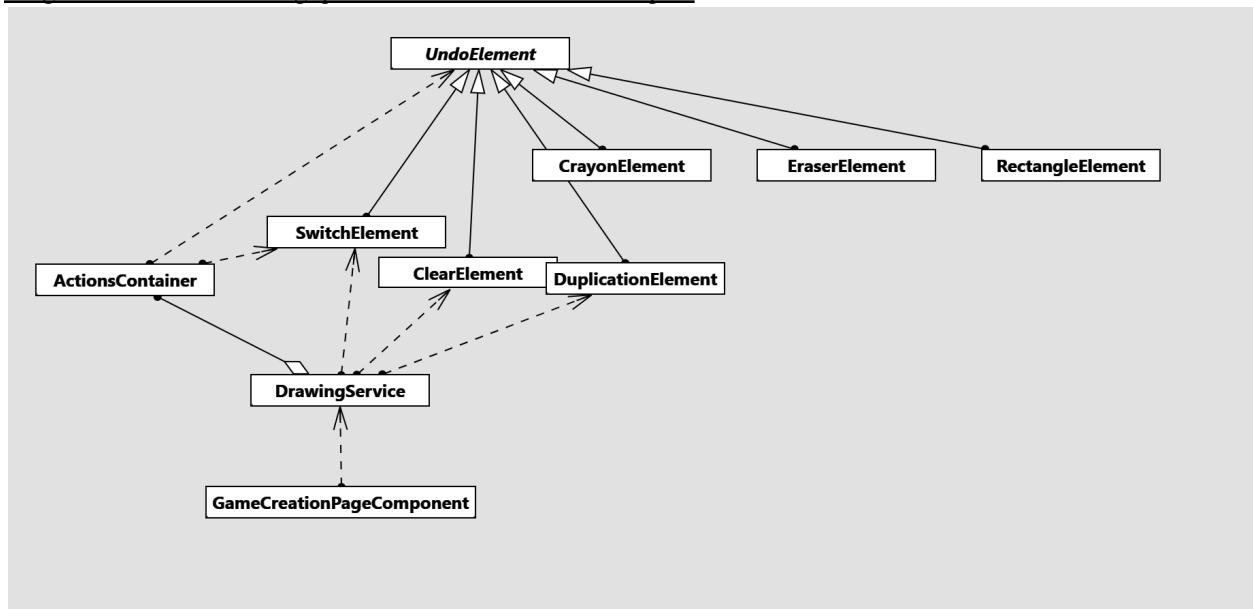 UndoElement
CrayonElement
EraserElement
RectangleElement
SwitchElement
ActionsContainer
ClearElement
DuplicationElement
DrawingService
GameCreationPageComponent